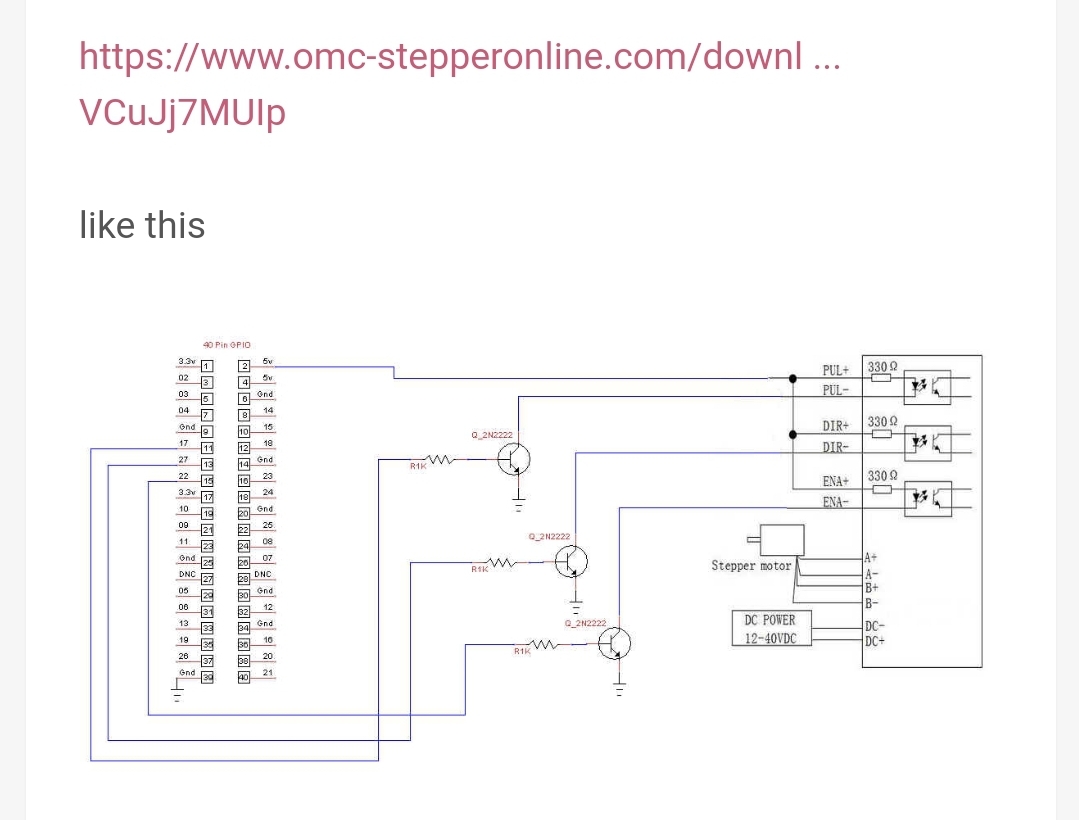 https://www.omc-stepperonline.com/downl ...
VCuJj7MUIp
like this
40 Pin GPIO
3.3v 1 2 5v
02 3 4 5v
03 5 6 Gnd
04 7 8 14
Gnd 9 10 15
17 11 12 18
27 13 14 Gnd
22 15 16 23
3.3v 17 18 24
10 19 20 Gnd
09 21 22 25
11 23 24 08
Gnd 25 26 07
DNC 27 28 DNC
05 29 30 Gnd
06 31 32 12
13 33 34 Gnd
19 35 36 16
26 37 38 20
Gnd 39 40 21
Q_2N2222
R1K
Q_2N2222
R1K
Q_2N2222
R1K
PUL+ 330Ω
PUL-
DIR+ 330Ω
DIR-
ENA+ 330Ω
ENA-
Stepper motor
A+
A-
B+
B-
DC POWER
12-40VDC
DC-
DC+